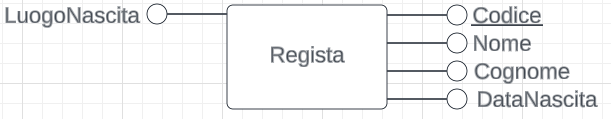 LuogoNascita
Regista
Codice
Nome
Cognome
DataNascita